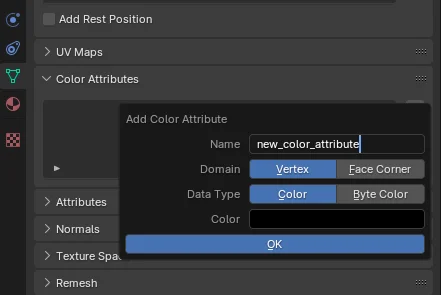 Add Rest Position
UV Maps
Color Attributes
Add Color Attribute
Name new_color_attribute
Domain Vertex Face Corner
Data Type Color Byte Color
Color
OK
Attributes
Normals
Texture Spac
Remesh